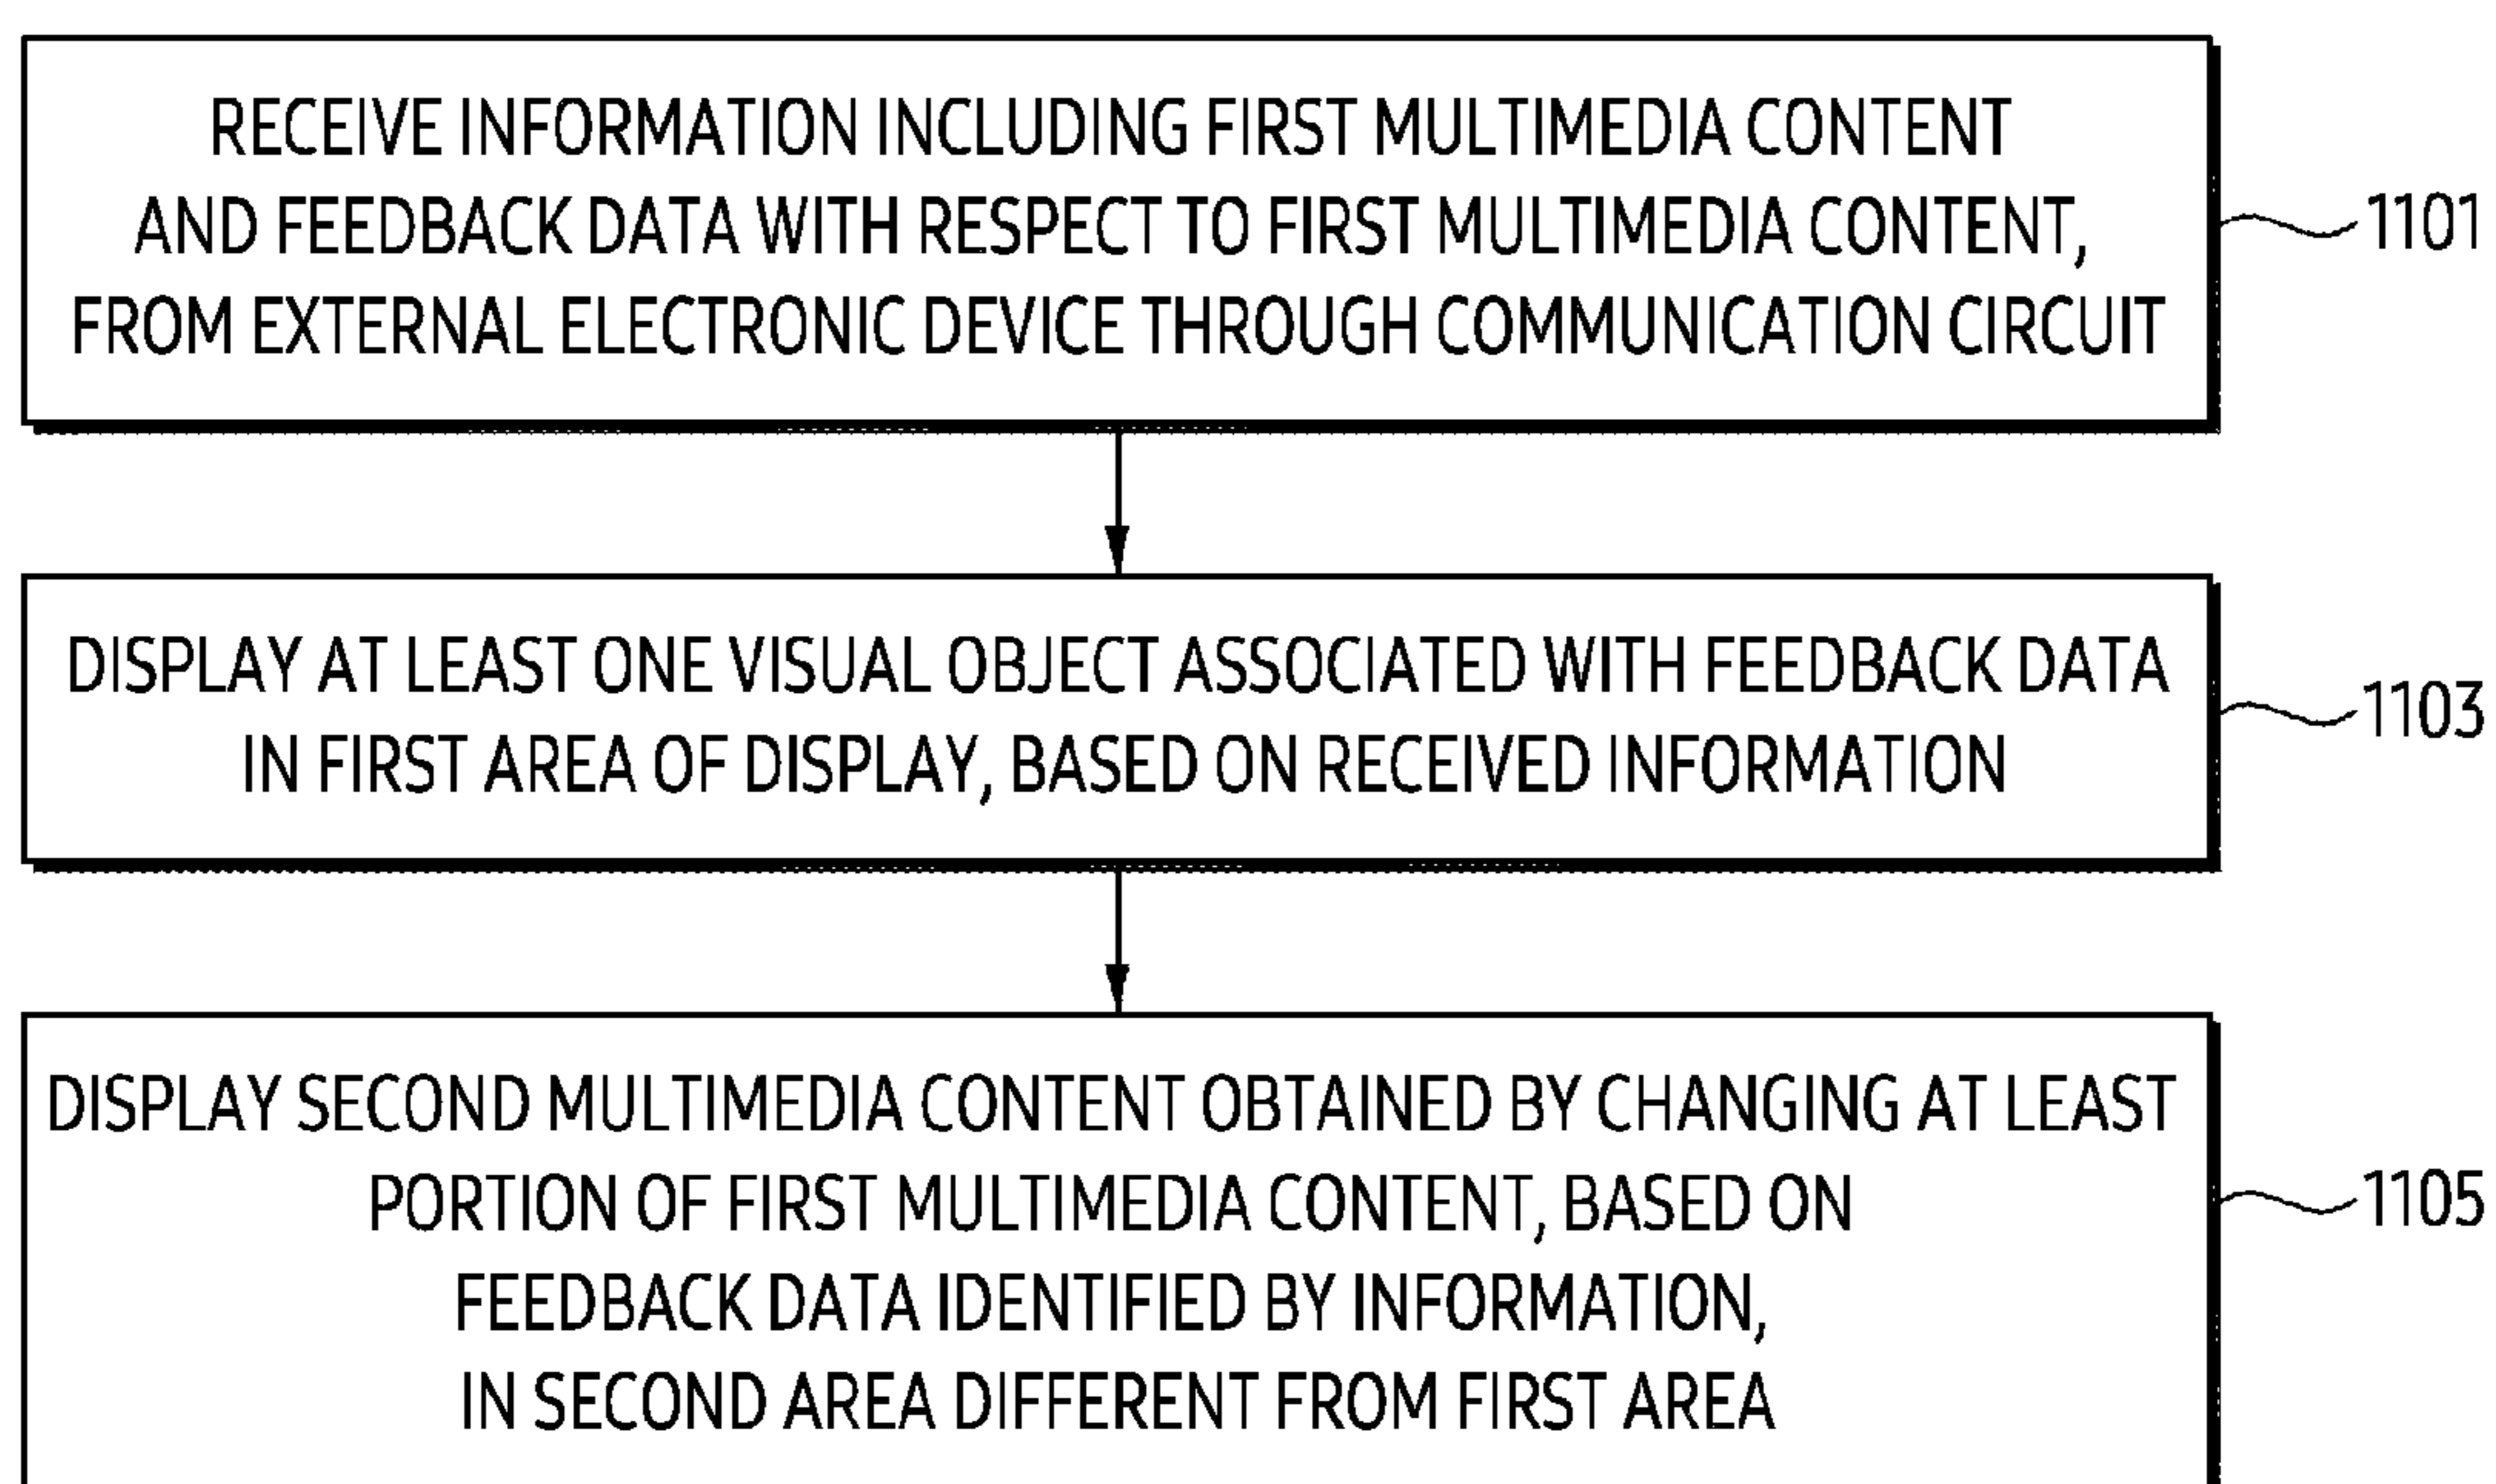 RECEIVE INFORMATION INCLUDING FIRST MULTIMEDIA CONTENT
AND FEEDBACK DATA WITH RESPECT TO FIRST MULTIMEDIA CONTENT,
FROM EXTERNAL ELECTRONIC DEVICE THROUGH COMMUNICATION CIRCUIT
1101
DISPLAY AT LEAST ONE VISUAL OBJECT ASSOCIATED WITH FEEDBACK DATA
IN FIRST AREA OF DISPLAY, BASED ON RECEIVED INFORMATION
1103
DISPLAY SECOND MULTIMEDIA CONTENT OBTAINED BY CHANGING AT LEAST
PORTION OF FIRST MULTIMEDIA CONTENT, BASED ON
FEEDBACK DATA IDENTIFIED BY INFORMATION,
IN SECOND AREA DIFFERENT FROM FIRST AREA
1105